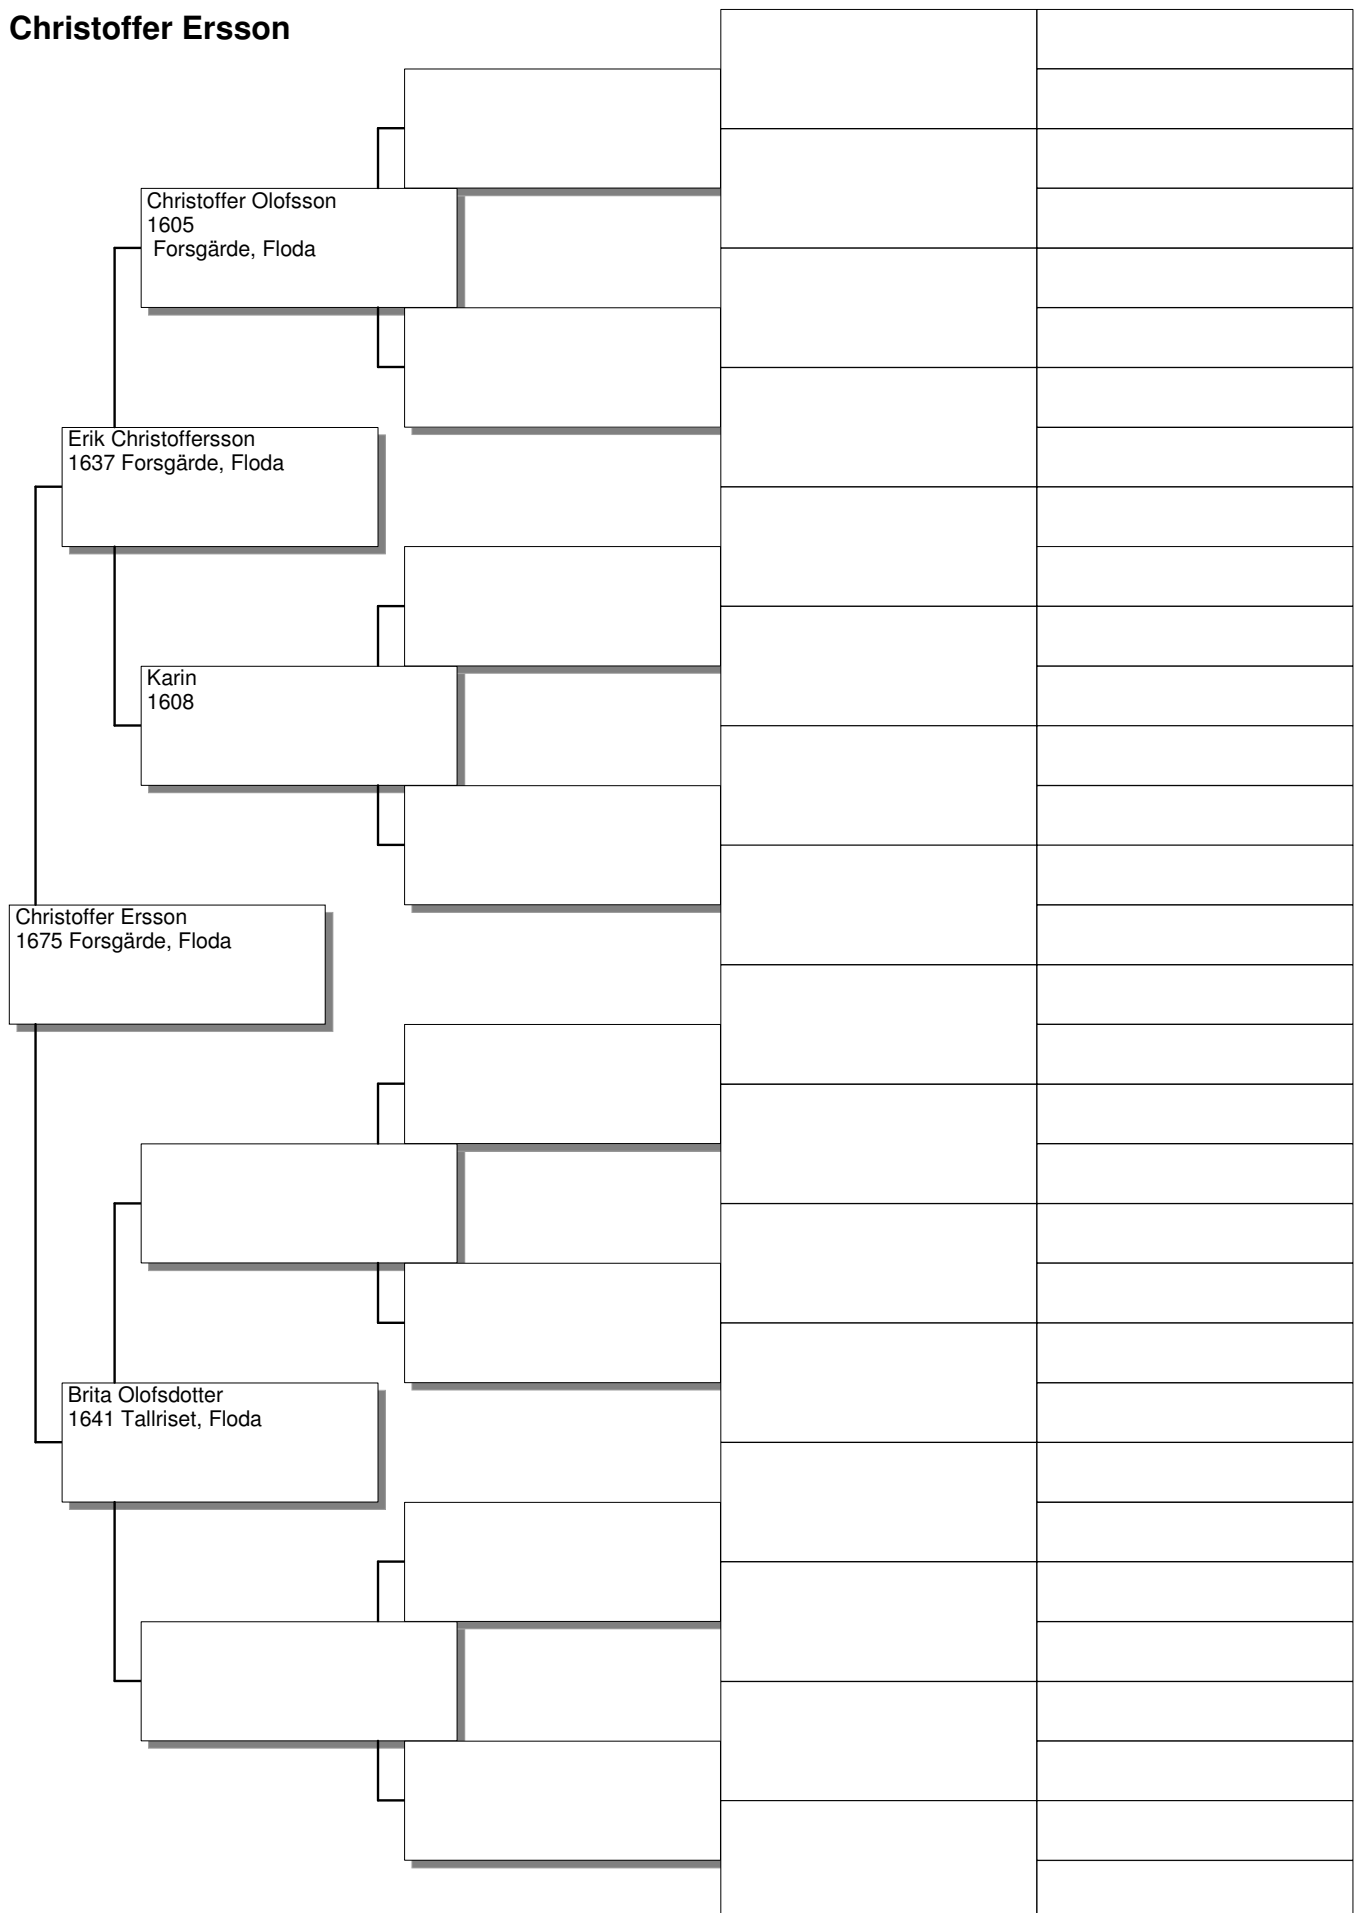 Christoffer Ersson
Christoffer Olofsson
1605
Forsgärde, Floda
Erik Christoffersson
1637 Forsgärde, Floda
Karin
1608
Christoffer Ersson
1675 Forsgärde, Floda
Brita Olofsdotter
1641 Tallriset, Floda